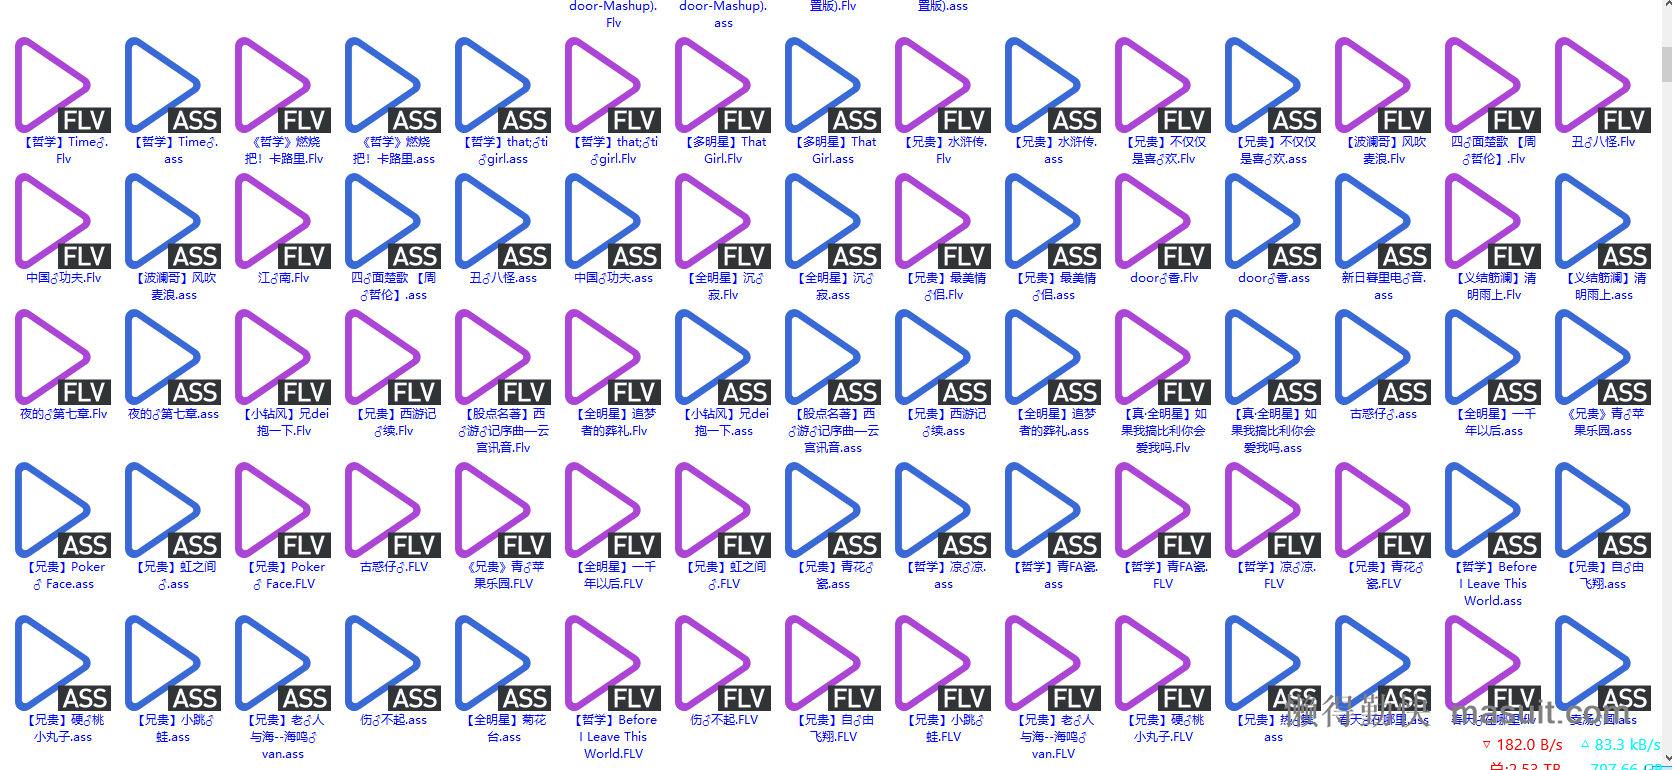 door-Mashup).
Flv
door-Mashup).
ass
置版).Flv
置版).ass
FLV
【哲学】Time♂.
Flv
ASS
【哲学】Time♂.
ass
FLV
《哲学》燃烧
把！卡路里.Flv
ASS
《哲学》燃烧
把！卡路里.ass
ASS
【哲学】that;♂ti
♂girl.ass
FLV
【哲学】that;♂ti
♂girl.Flv
FLV
【多明星】That
Girl.Flv
ASS
【多明星】That
Girl.ass
FLV
【兄贵】水浒传.
Flv
ASS
【兄贵】水浒传.
ass
FLV
【兄贵】不仅仅
是喜♂欢.Flv
ASS
【兄贵】不仅仅
是喜♂欢.ass
FLV
【波澜哥】风吹
麦浪.Flv
FLV
四♂面楚歌 【周
♂哲伦】.Flv
FLV
丑♂八怪.Flv
FLV
中国♂功夫.Flv
ASS
【波澜哥】风吹
麦浪.ass
FLV
江♂南.Flv
ASS
四♂面楚歌 【周
♂哲伦】.ass
ASS
丑♂八怪.ass
ASS
中国♂功夫.ass
FLV
【全明星】沉♂
寂.Flv
ASS
【全明星】沉♂
寂.ass
FLV
【兄贵】最美情
♂侣.Flv
ASS
【兄贵】最美情
♂侣.ass
FLV
door♂香.Flv
ASS
door♂香.ass
ASS
新日暮里电♂音.
ass
FLV
【义结筋澜】清
明雨上.Flv
ASS
【义结筋澜】清
明雨上.ass
FLV
夜的♂第七章.Flv
ASS
夜的♂第七章.ass
FLV
【小钻风】兄dei
抱一下.Flv
FLV
【兄贵】西游记
♂续.Flv
FLV
【股点名著】西
♂游♂记序曲—云
宫讯音.Flv
FLV
【全明星】追梦
者的葬礼.Flv
ASS
【小钻风】兄dei
抱一下.ass
ASS
【股点名著】西
♂游♂记序曲—云
宫讯音.ass
ASS
【兄贵】西游记
♂续.ass
ASS
【全明星】追梦
者的葬礼.ass
FLV
【真·全明星】如
果我搞比利你会
爱我吗.Flv
ASS
【真·全明星】如
果我搞比利你会
爱我吗.ass
ASS
古惑仔♂.ass
ASS
【全明星】一千
年以后.ass
ASS
《兄贵》青♂苹
果乐园.ass
ASS
【兄贵】Poker
♂ Face.ass
ASS
【兄贵】虹之间
♂.ass
FLV
【兄贵】Poker
♂ Face.FLV
FLV
古惑仔♂.FLV
FLV
《兄贵》青♂苹
果乐园.FLV
FLV
【全明星】一千
年以后.FLV
FLV
【兄贵】虹之间
♂.FLV
ASS
【兄贵】青花♂
瓷.ass
ASS
【哲学】凉♂凉.
ass
ASS
【哲学】青FA瓷.
ass
FLV
【哲学】青FA瓷.
FLV
FLV
【哲学】凉♂凉.
FLV
FLV
【兄贵】青花♂
瓷.FLV
ASS
【哲学】Before
I Leave This
World.ass
ASS
【兄贵】自♂由
飞翔.ass
ASS
【兄贵】硬♂桃
小丸子.ass
ASS
【兄贵】小跳♂
蛙.ass
ASS
【兄贵】老♂人
与海--海鸣♂
van.ass
ASS
伤♂不起.ass
ASS
【全明星】菊花
台.ass
FLV
【哲学】Before
I Leave This
World.FLV
FLV
伤♂不起.FLV
FLV
【兄贵】自♂由
飞翔.FLV
FLV
【兄贵】小跳♂
蛙.FLV
FLV
【兄贵】老♂人
与海--海鸣♂
van.FLV
FLV
【兄贵】硬♂桃
小丸子.FLV
ASS
ass
ASS
FLV
ASS
懒得勤快 masuit.com
▽ 182.0 B/s △ 83.3 kB/s
总:2.53 TB 797.66 GB